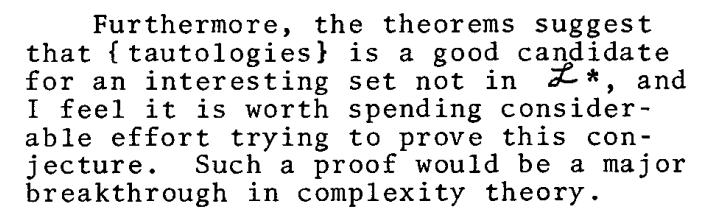 Furthermore, the theorems suggest
that {tautologies} is a good candidate
for an interesting set not in ℒ*, and
I feel it is worth spending consider-
able effort trying to prove this con-
jecture. Such a proof would be a major
breakthrough in complexity theory.